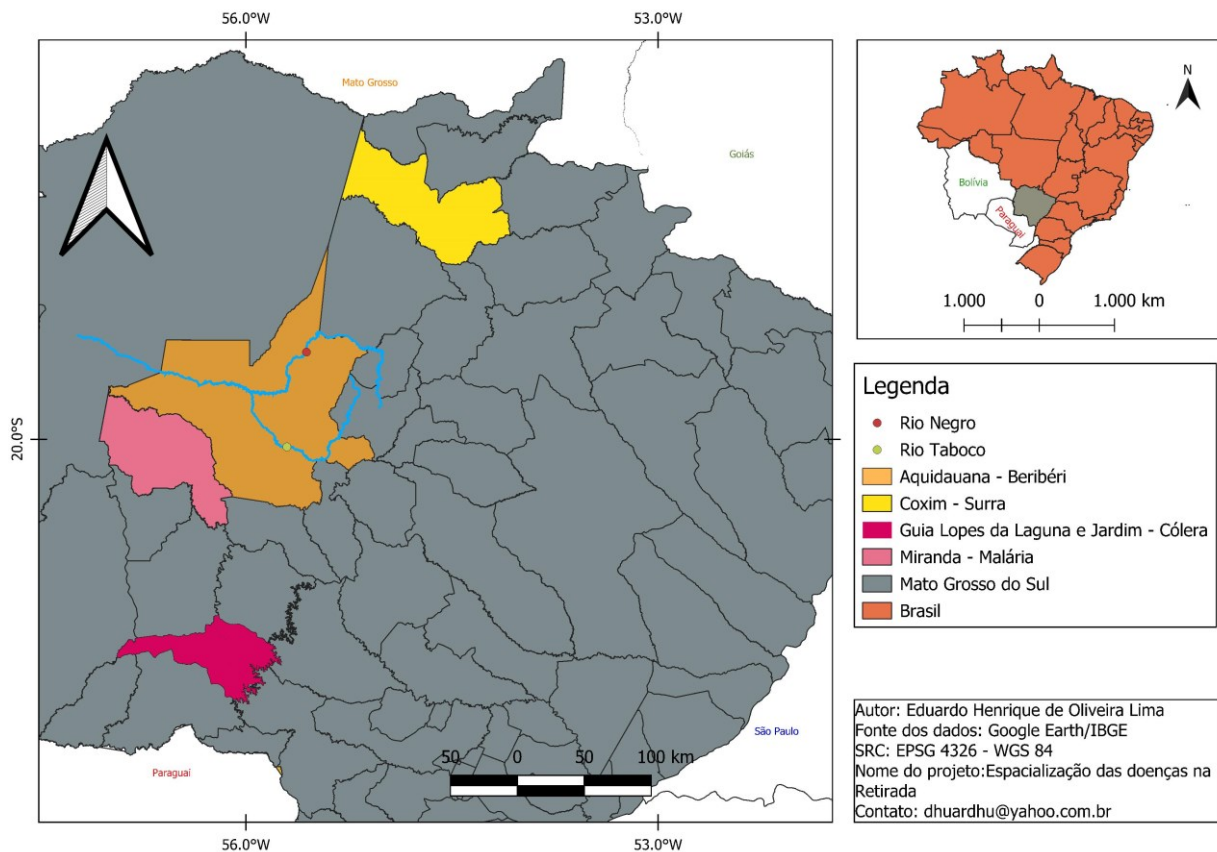 56.0°W
53.0°W
Mato Grosso
Goiás
20.0°S
São Paulo
Paraguai
50 0 50 100 km
56.0°W
53.0°W
N
Bolívia
Paraguai
1.000 0 1.000 km
Legenda
Rio Negro
Rio Taboco
Aquidauana - Beribéri
Coxim - Surra
Guia Lopes da Laguna e Jardim - Cólera
Miranda - Malária
Mato Grosso do Sul
Brasil
Autor: Eduardo Henrique de Oliveira Lima
Fonte dos dados: Google Earth/IBGE
SRC: EPSG 4326 - WGS 84
Nome do projeto:Espacialização das doenças na
Retirada
Contato: dhuardhu@yahoo.com.br